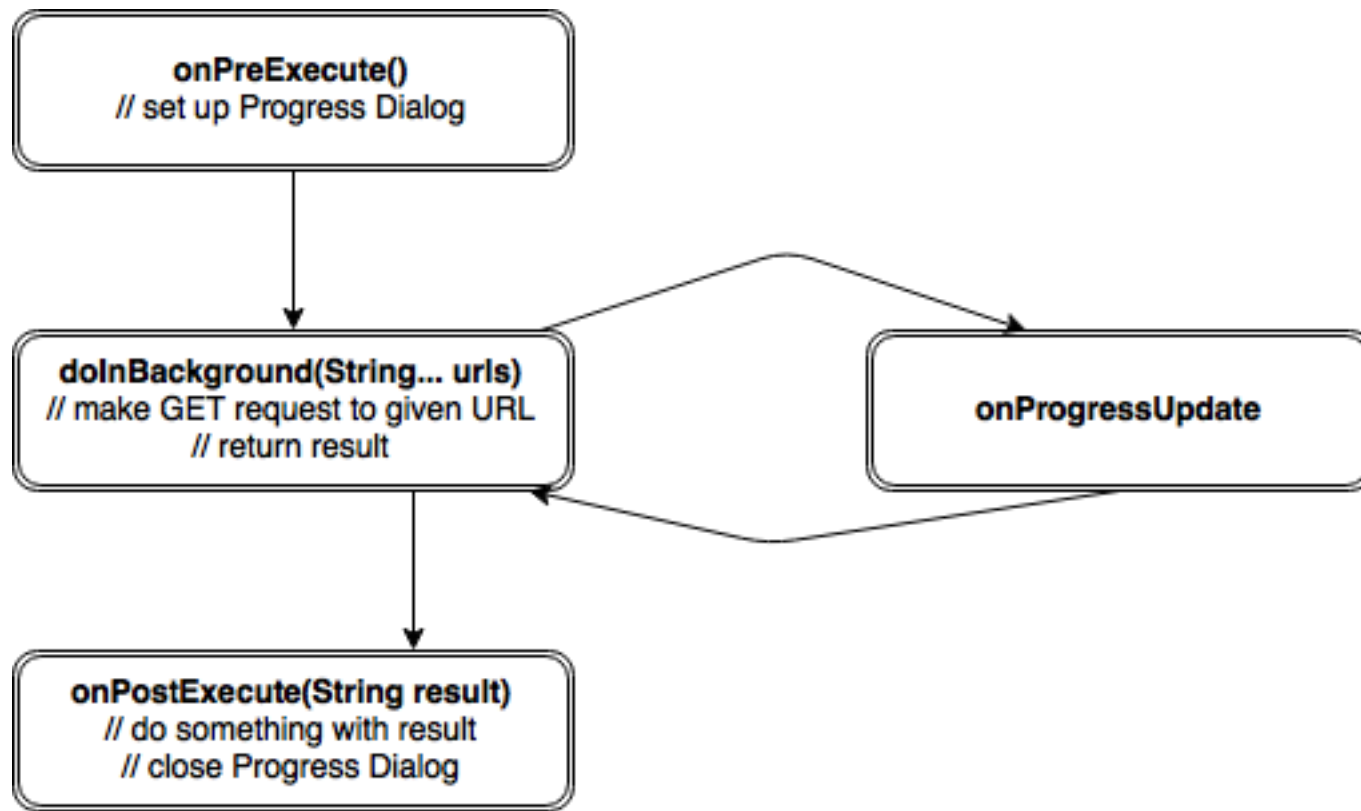 onPreExecute()
// set up Progress Dialog
doInBackground(String... urls)
// make GET request to given URL
// return result
onProgressUpdate
onPostExecute(String result)
// do something with result
// close Progress Dialog